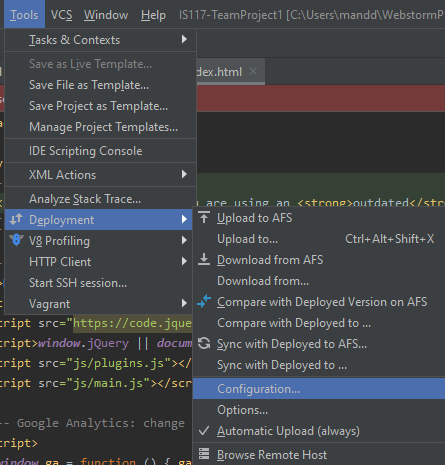 Tools VCS Window Help IS117-TeamProject1 [C:\Users\mandd\WebstormP
Tasks & Contexts
Save as Live Template...
Save File as Template...
dex.html
Save Project as Template...
Manage Project Templates...
IDE Scripting Console
XML Actions
Analyze Stack Trace...
u are using an <strong>outdated</str
Deployment
Upload to AFS
V8 Profiling
Upload to... Ctrl+Alt+Shift+X
HTTP Client
Download from AFS
Start SSH session...
Download from...
Vagrant
Compare with Deployed Version on AFS
cript src="https://code.jque
Compare with Deployed to ...
cript>window.jQuery || docum
Sync with Deployed to AFS...
cript src="js/plugins.js"></
Sync with Deployed to ...
cript src="js/main.js"></scr
Configuration...
Options...
-- Google Analytics: change
Automatic Upload (always)
cript>
Browse Remote Host
window.ga = function () { ga